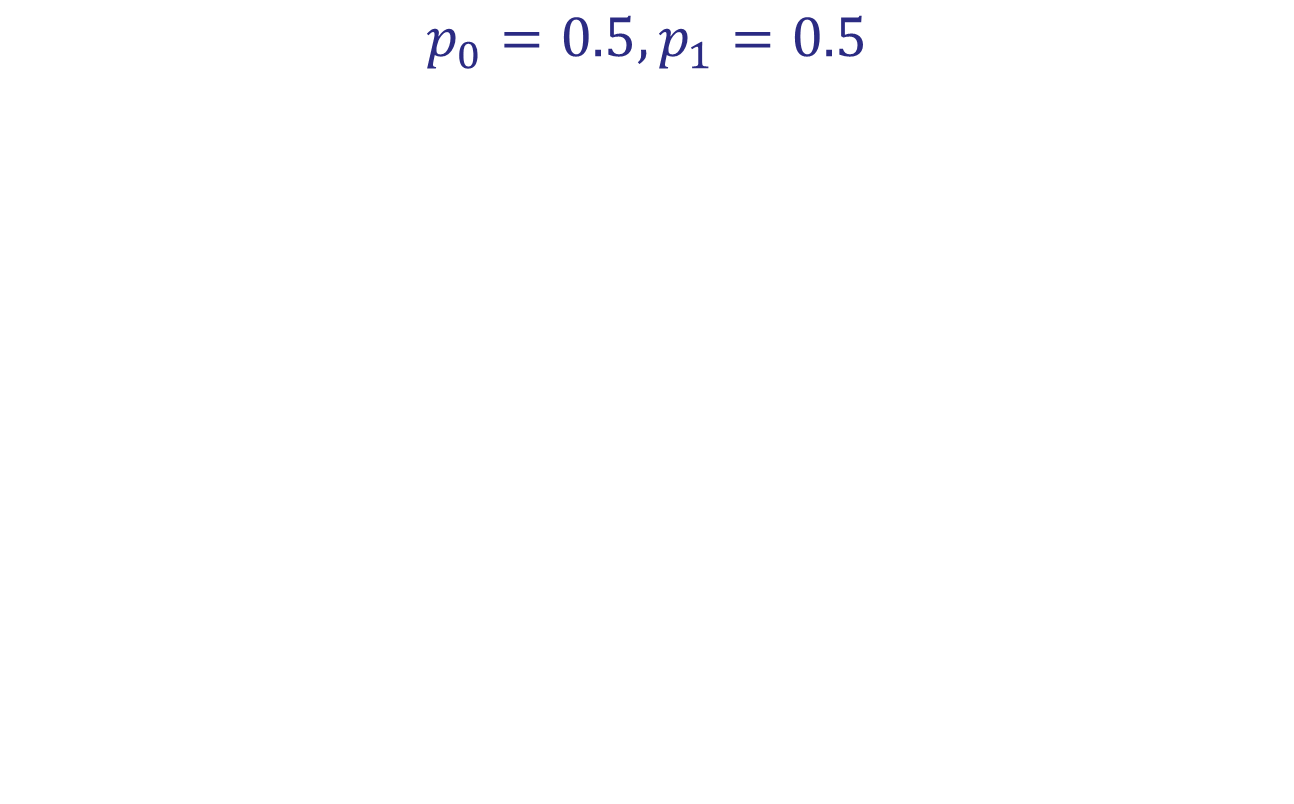 p₀ = 0.5, p₁ = 0.5